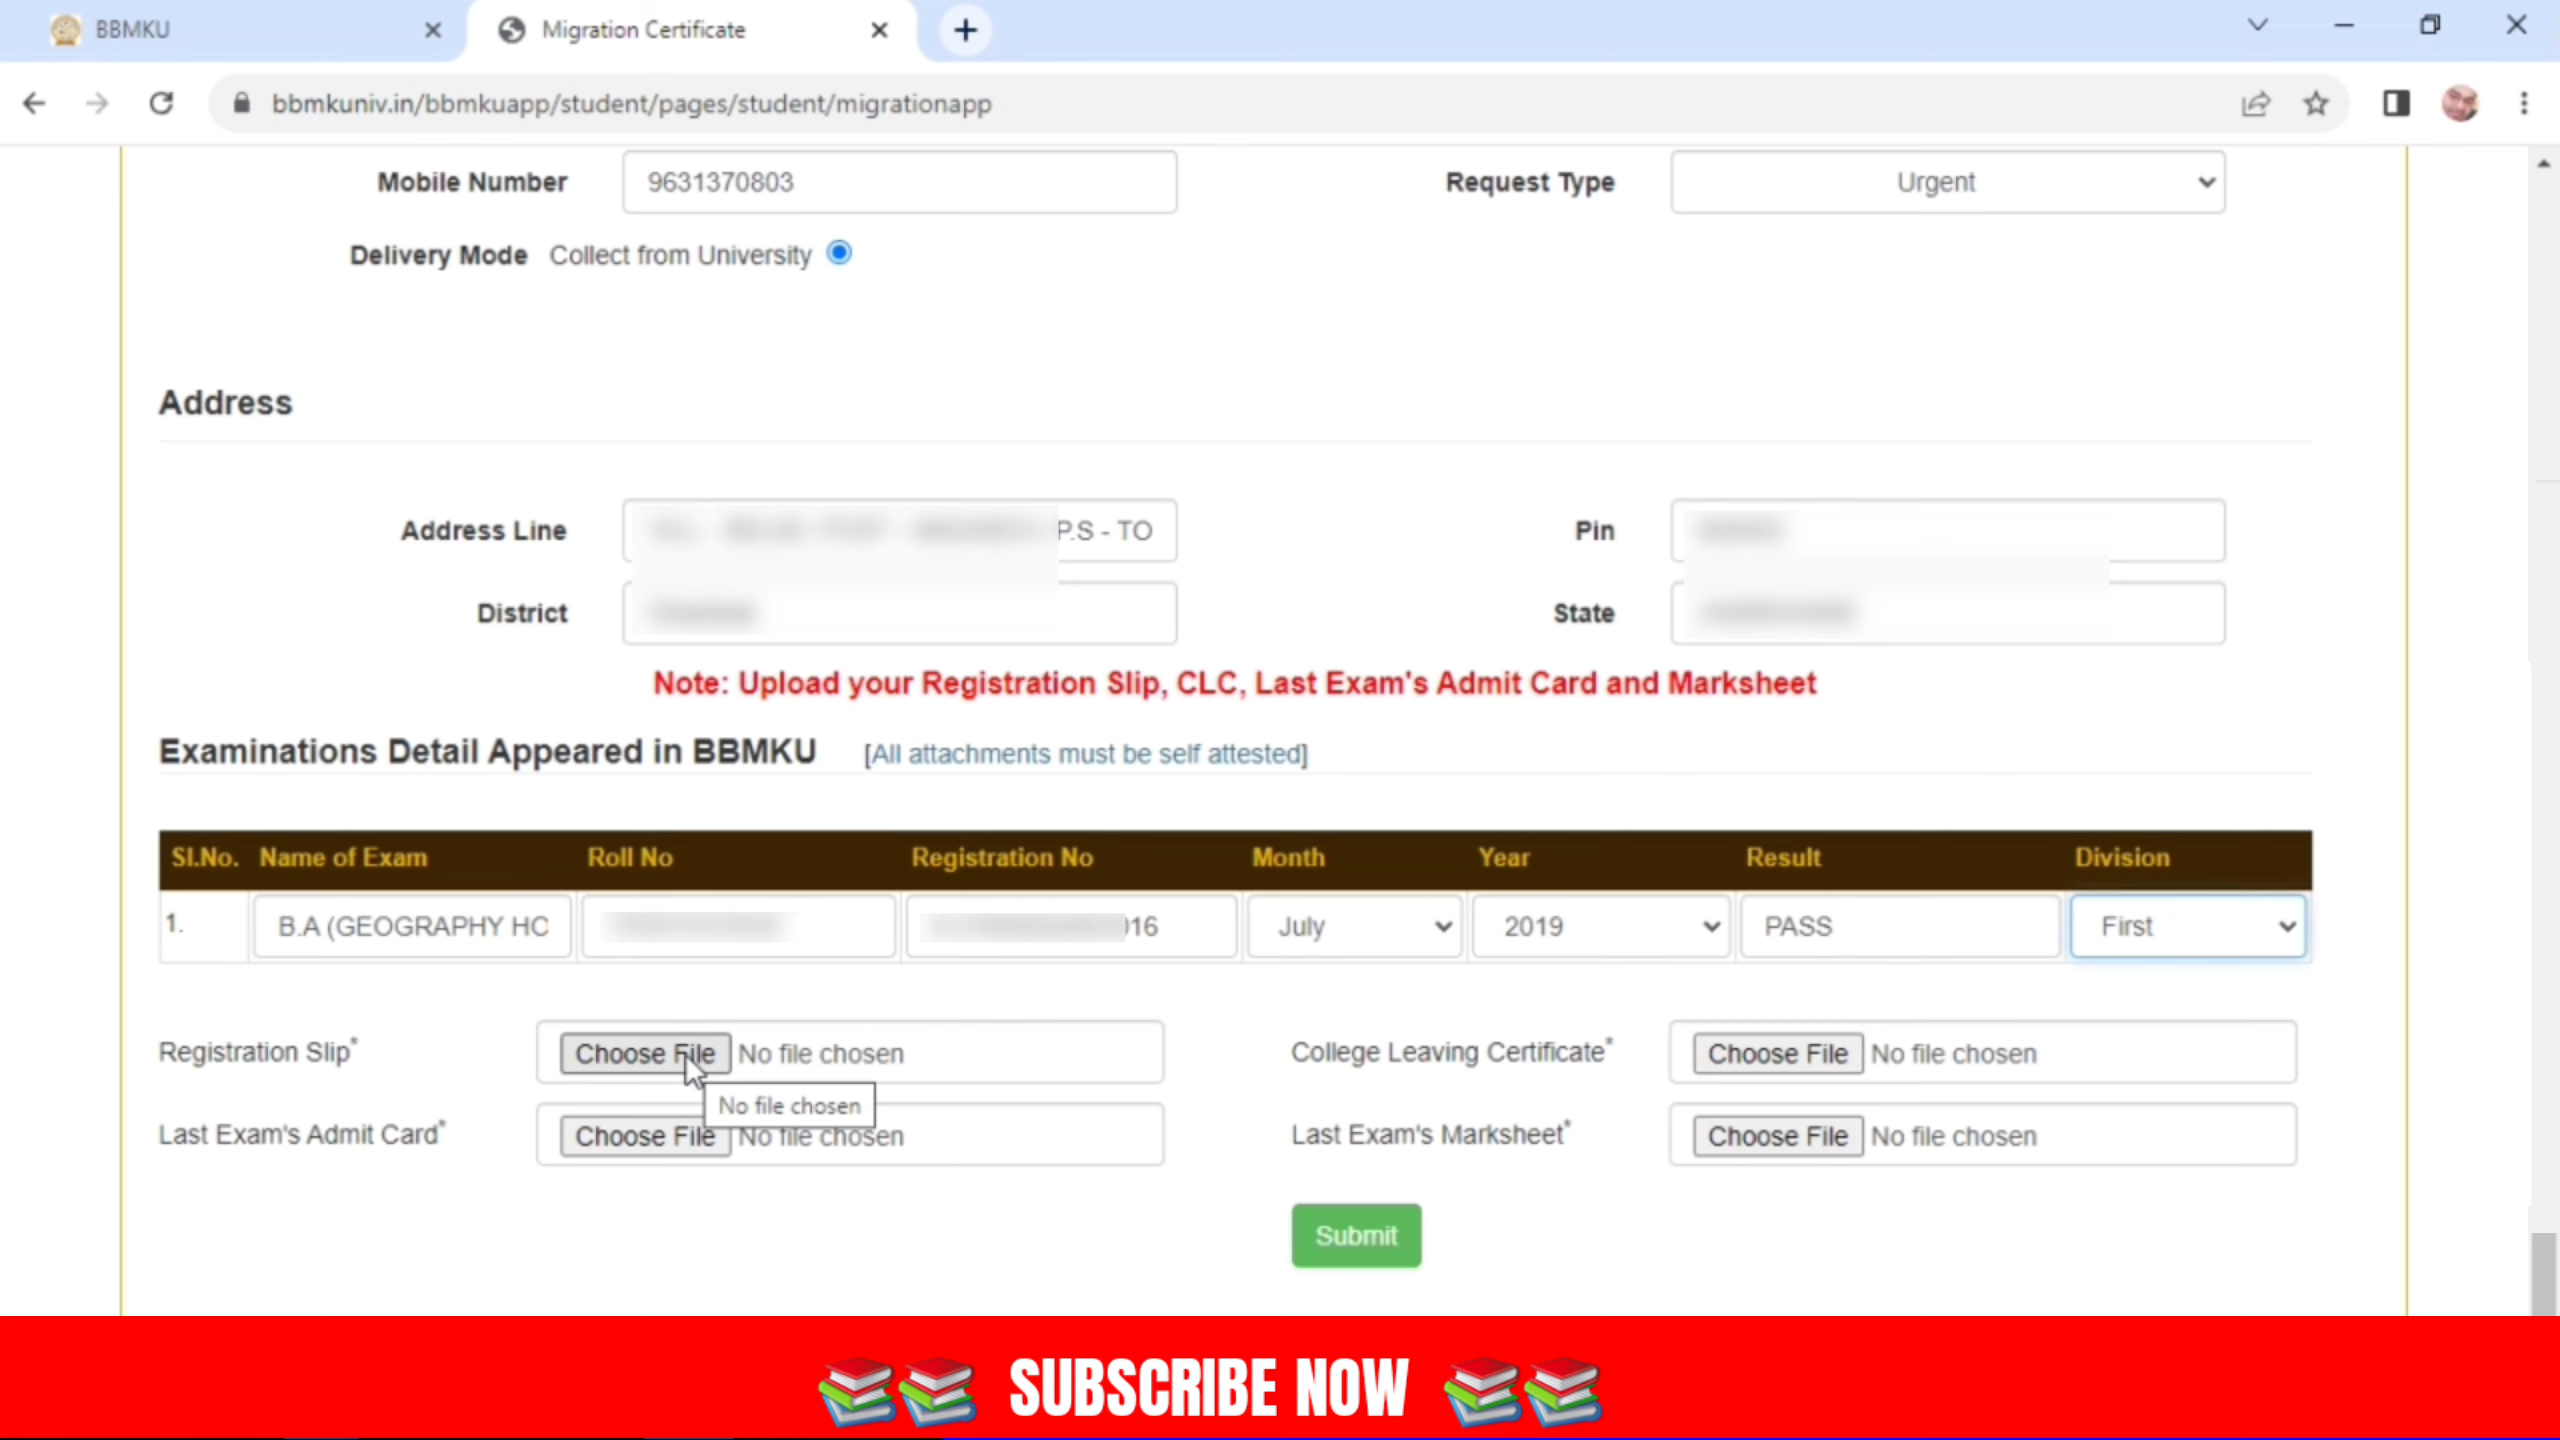 BBMKU
Migration Certificate
bbmkuniv.in/bbmkuapp/student/pages/student/migrationapp
Mobile Number 9631370803 Request Type Urgent
Delivery Mode Collect from University
Address
Address Line P.S - TO Pin
District State
Note: Upload your Registration Slip, CLC, Last Exam's Admit Card and Marksheet
Examinations Detail Appeared in BBMKU [All attachments must be self attested]
Sl.No. Name of Exam Roll No Registration No Month Year Result Division
1. B.A (GEOGRAPHY HO 16 July 2019 PASS First
Registration Slip* Choose File No file chosen College Leaving Certificate* Choose File No file chosen
No file chosen
Last Exam's Admit Card* Choose File No file chosen Last Exam's Marksheet* Choose File No file chosen
Submit
SUBSCRIBE NOW